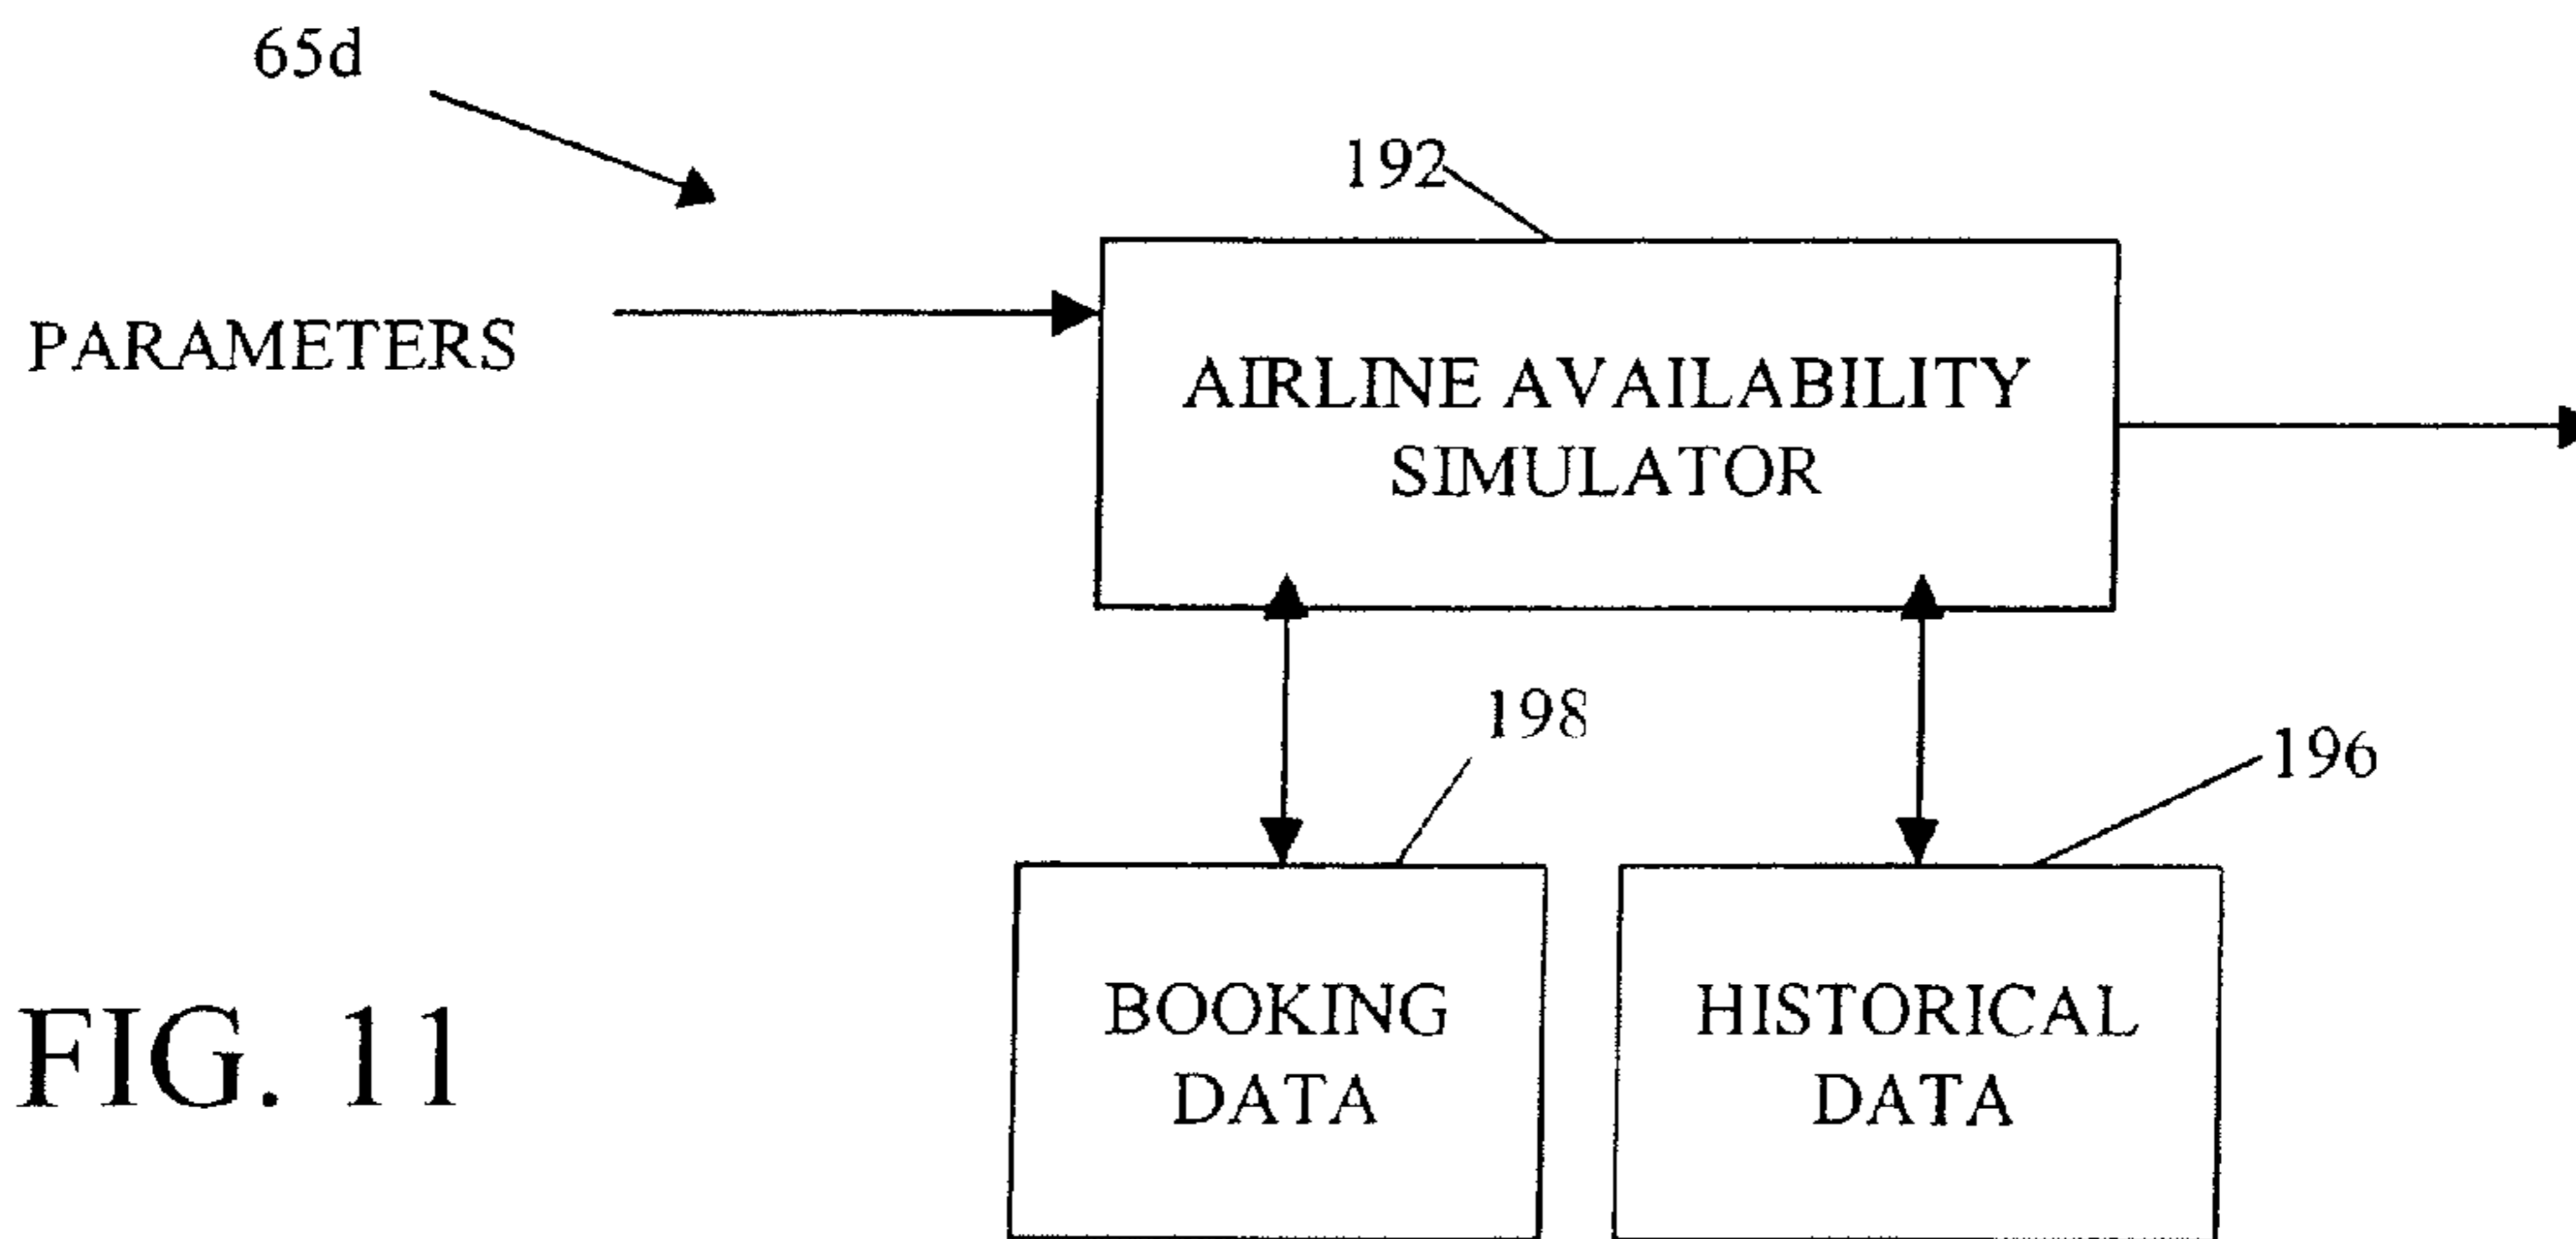 65d
192
PARAMETERS
AIRLINE AVAILABILITY
SIMULATOR
198
196
BOOKING
DATA
HISTORICAL
DATA
FIG. 11